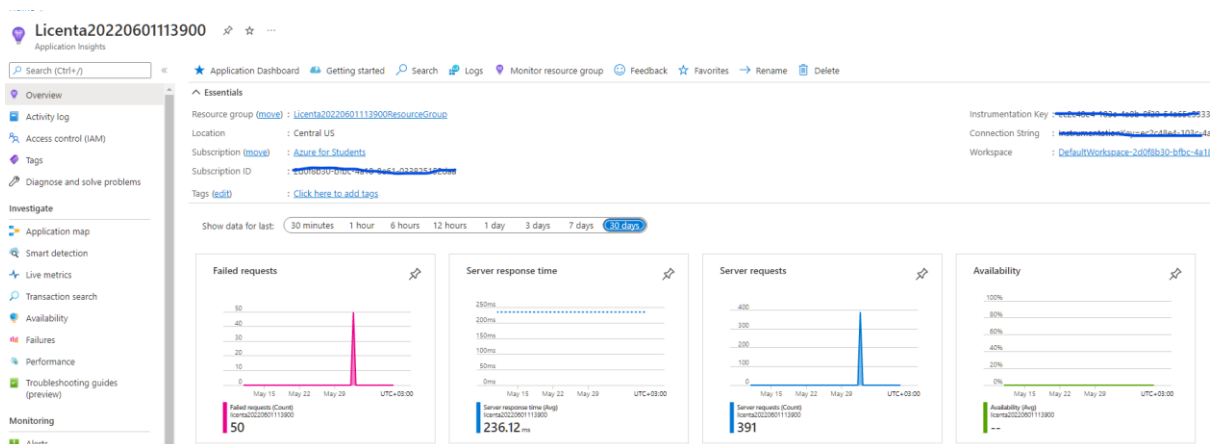 Licenta20220601113900
Application Insights
Search (Ctrl+/)
Application Dashboard Getting started Search Logs Monitor resource group Feedback Favorites Rename Delete
Overview
Activity log
Access control (IAM)
Tags
Diagnose and solve problems
Investigate
Application map
Smart detection
Live metrics
Transaction search
Availability
Failures
Performance
Troubleshooting guides
(preview)
Monitoring
Alerts
Essentials
Resource group (move) : Licenta20220601113900ResourceGroup
Location : Central US
Subscription (move) : Azure for Students
Subscription ID :
Tags (edit) : Click here to add tags
Instrumentation Key :
Connection String :
Workspace : DefaultWorkspace-2d0f8b30-bfbc-4a18
Show data for last: 30 minutes 1 hour 6 hours 12 hours 1 day 3 days 7 days 30 days
Failed requests
50
40
30
20
10
0
May 15 May 22 May 29 UTC+03:00
Failed requests (Count)
licenta20220601113900
50
Server response time
250ms
200ms
150ms
100ms
50ms
0ms
May 15 May 22 May 29 UTC+03:00
Server response time (Avg)
licenta20220601113900
236.12 ms
Server requests
400
300
200
100
0
May 15 May 22 May 29 UTC+03:00
Server requests (Count)
licenta20220601113900
391
Availability
100%
80%
60%
40%
20%
0%
May 15 May 22 May 29 UTC+03:00
Availability (Avg)
licenta20220601113900
--